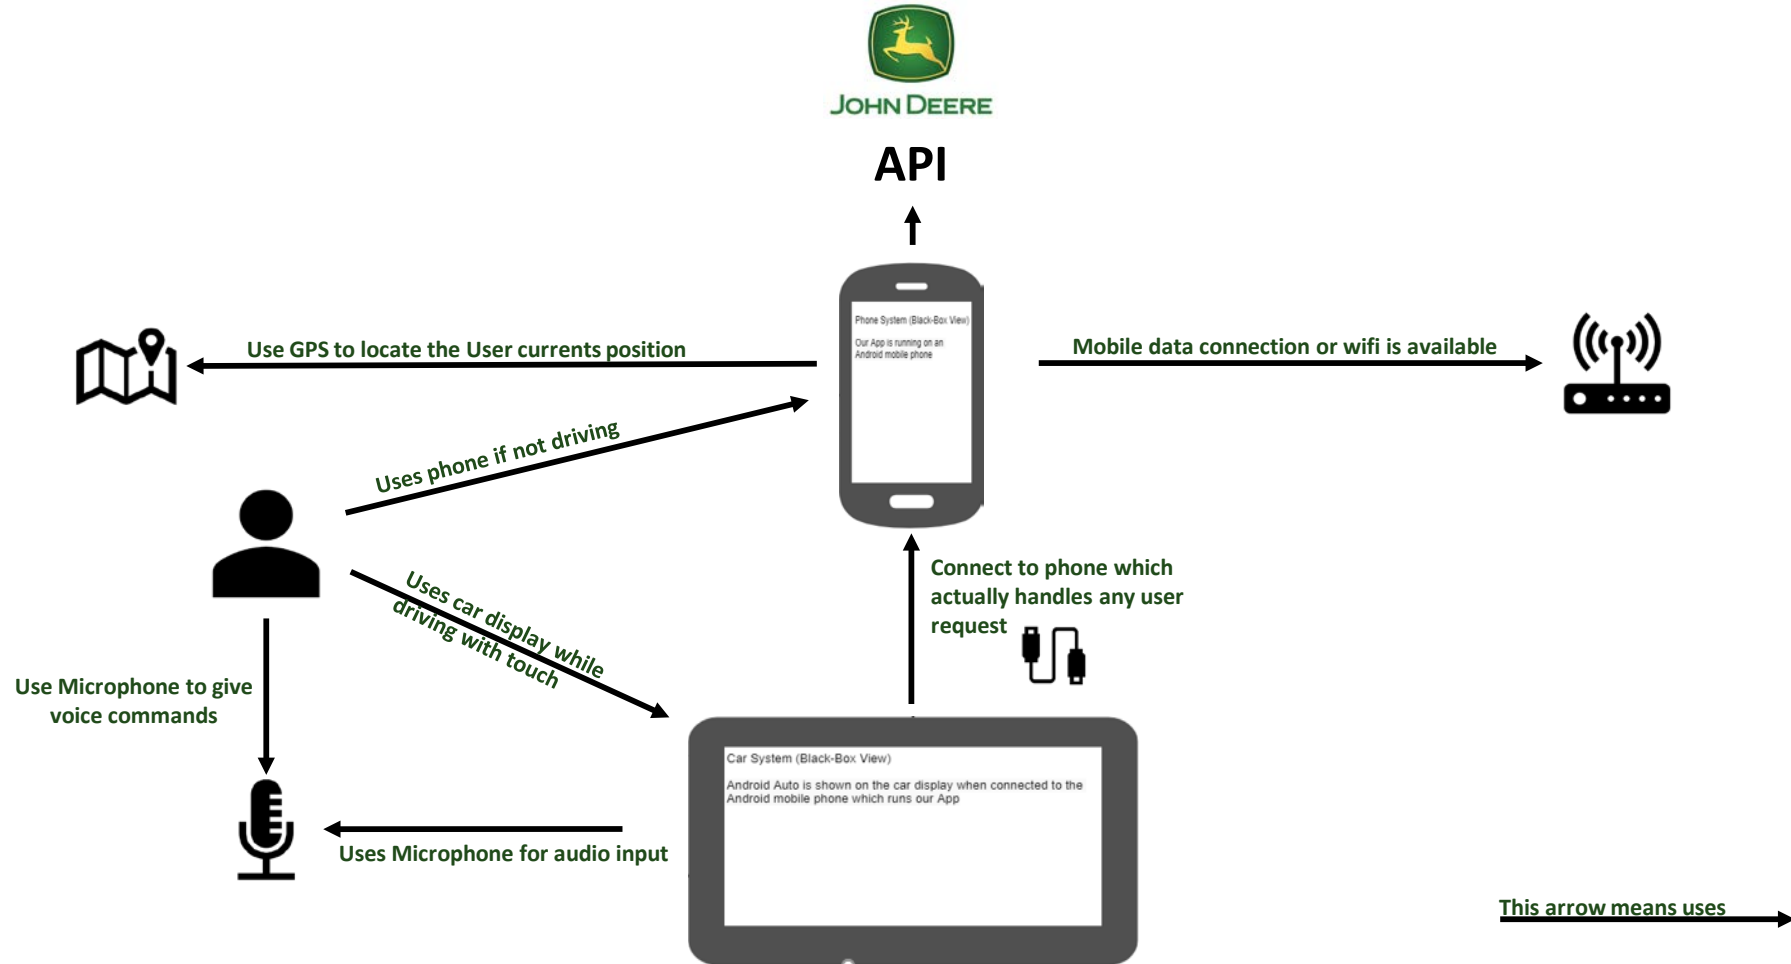 JOHN DEERE
API
Phone System (Black-Box View)
Our App is running on an
Android mobile phone
Use GPS to locate the User currents position
Mobile data connection or wifi is available
Uses phone if not driving
Uses car display while
driving with touch
Connect to phone which
actually handles any user
request
Use Microphone to give
voice commands
Car System (Black-Box View)
Android Auto is shown on the car display when connected to the
Android mobile phone which runs our App
Uses Microphone for audio input
This arrow means uses